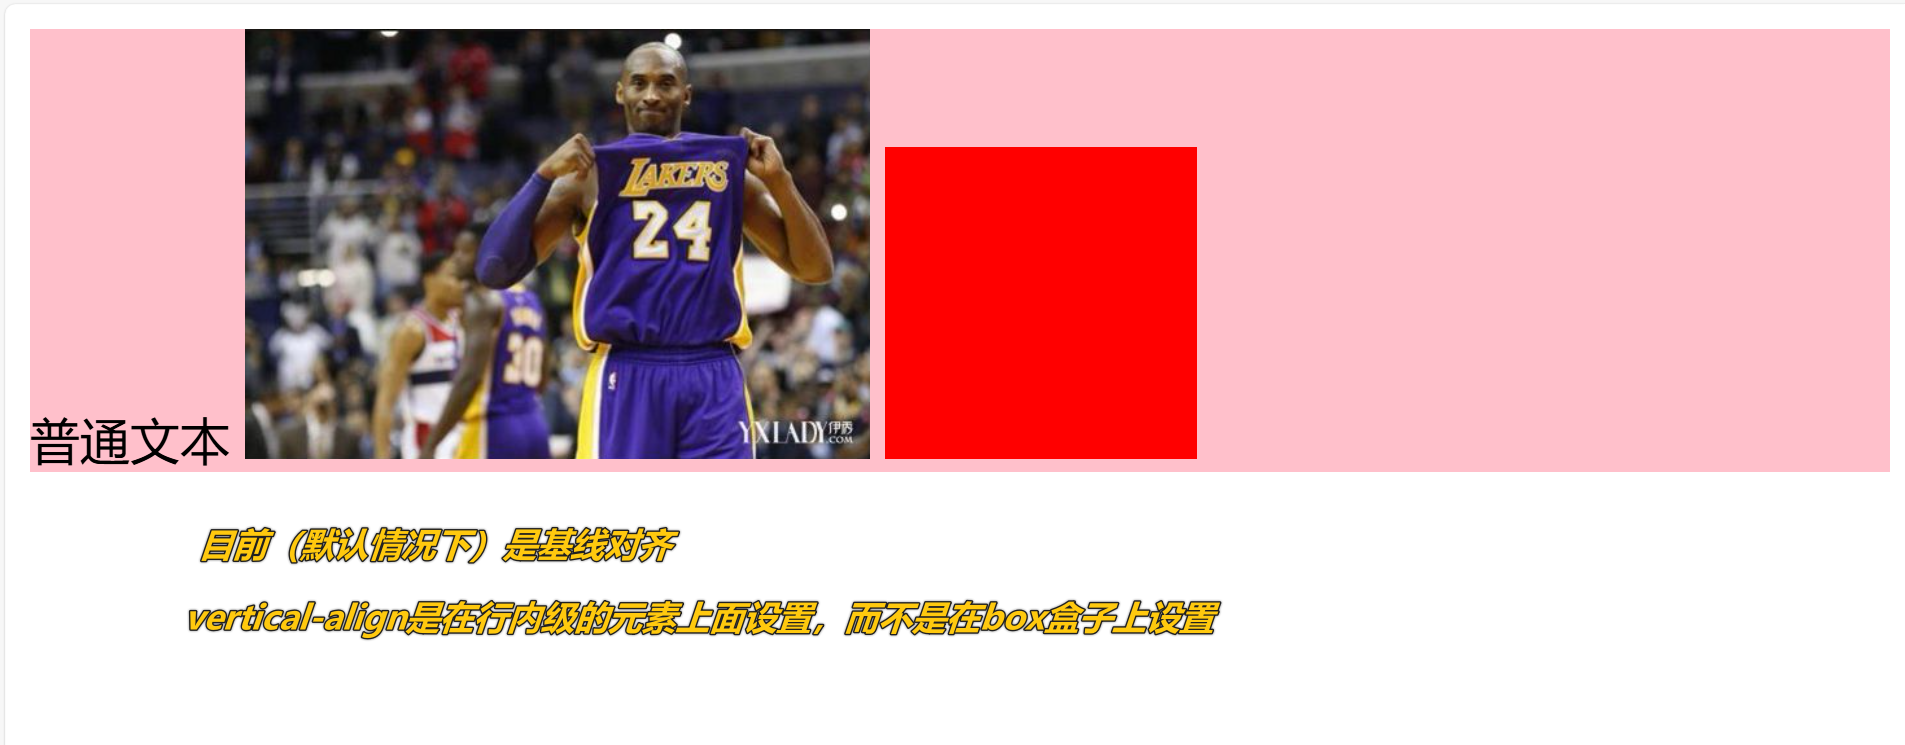 LAKERS
24
30
YXLADY伊秀
.COM
普通文本
目前（默认情况下）是基线对齐
vertical-align是在行内级的元素上面设置，而不是在box盒子上设置